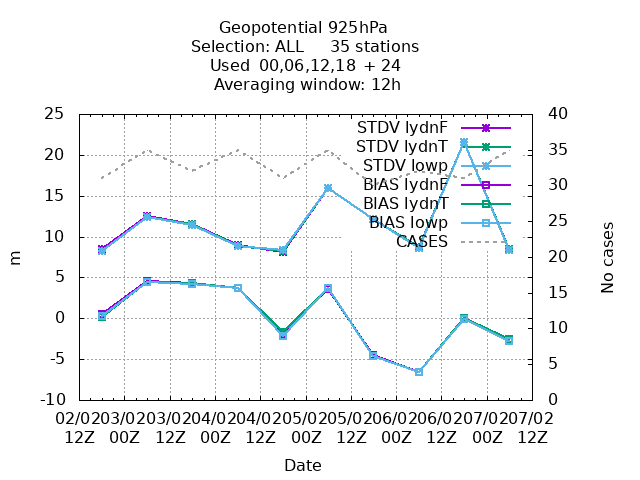 Geopotential 925hPa
Selection: ALL 35 stations
Used 00,06,12,18 + 24
Averaging window: 12h
25
20
15
10
5
0
-5
-10
m
40
35
30
25
20
15
10
5
0
No cases
STDV lydnF
STDV lydnT
STDV lowp
BIAS lydnF
BIAS lydnT
BIAS lowp
CASES
02/02 03/02 03/02 04/02 04/02 05/02 05/02 06/02 06/02 07/02 07/02
12Z 00Z 12Z 00Z 12Z 00Z 12Z 00Z 12Z 00Z 12Z
Date